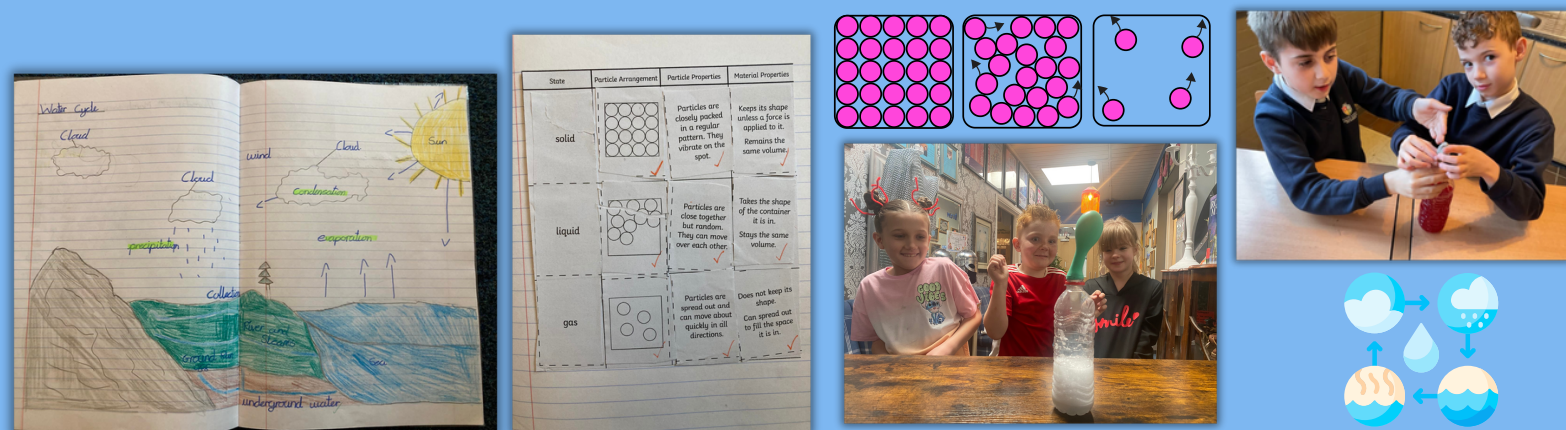 Water Cycle
Cloud
Cloud
precipitation
Collection
wind
Cloud
Condensation
evaporation
Sun
River and
Streams
Sea
underground water
State
Particle Arrangement
Particle Properties
Material Properties
solid
Particles are
closely packed
in a regular
pattern. They
vibrate on the
spot.
Keeps its shape
unless a force is
applied to it.
Remains the
same volume.
liquid
Particles are
close together
but random.
They can move
over each other.
Takes the shape
of the container
it is in.
Stays the same
volume.
gas
Particles are
spread out and
can move about
quickly in all
directions.
Does not keep its
shape.
Can spread out
to fill the space
it is in.
GOOD
VIBES
Smile